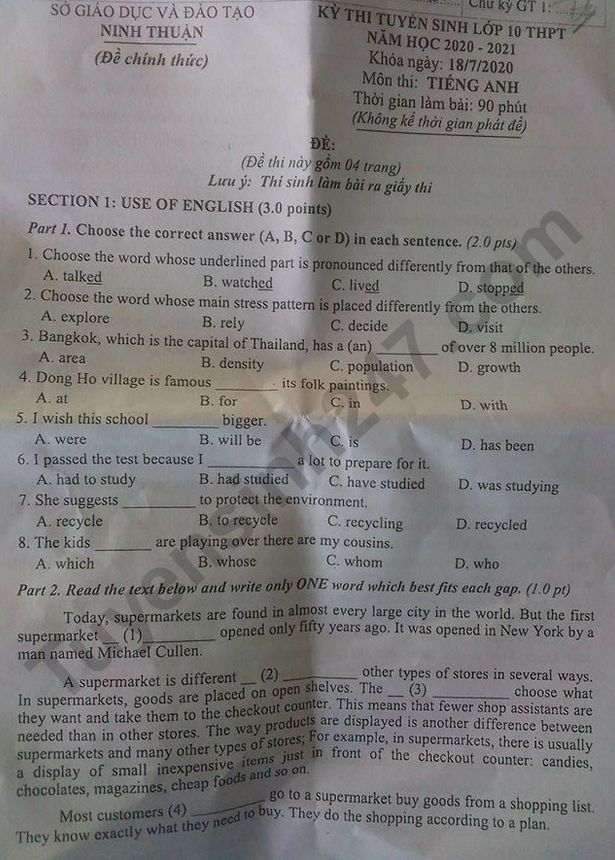 Chữ ký GT 1:
SỞ GIÁO DỤC VÀ ĐÀO TẠO
NINH THUẬN
(Đề chính thức)
KỲ THI TUYỂN SINH LỚP 10 THPT
NĂM HỌC 2020 - 2021
Khóa ngày: 18/7/2020
Môn thi: TIẾNG ANH
Thời gian làm bài: 90 phút
(Không kể thời gian phát đề)
ĐỀ:
(Đề thi này gồm 04 trang)
Lưu ý: Thí sinh làm bài ra giấy thi
SECTION 1: USE OF ENGLISH (3.0 points)
Part 1. Choose the correct answer (A, B, C or D) in each sentence. (2.0 pts)
1. Choose the word whose underlined part is pronounced differently from that of the others.
A. talked B. watched C. lived D. stopped
2. Choose the word whose main stress pattern is placed differently from the others.
A. explore B. rely C. decide D. visit
3. Bangkok, which is the capital of Thailand, has a (an) ________ of over 8 million people.
A. area B. density C. population D. growth
4. Dong Ho village is famous ________ its folk paintings.
A. at B. for C. in D. with
5. I wish this school ________ bigger.
A. were B. will be C. is D. has been
6. I passed the test because I ________ a lot to prepare for it.
A. had to study B. had studied C. have studied D. was studying
7. She suggests ________ to protect the environment.
A. recycle B. to recycle C. recycling D. recycled
8. The kids ________ are playing over there are my cousins.
A. which B. whose C. whom D. who
Part 2. Read the text below and write only ONE word which best fits each gap. (1.0 pt)
Today, supermarkets are found in almost every large city in the world. But the first
supermarket __ (1)________ opened only fifty years ago. It was opened in New York by a
man named Michael Cullen.
A supermarket is different __ (2) ________ other types of stores in several ways.
In supermarkets, goods are placed on open shelves. The __ (3) ________ choose what
they want and take them to the checkout counter. This means that fewer shop assistants are
needed than in other stores. The way products are displayed is another difference between
supermarkets and many other types of stores; For example, in supermarkets, there is usually
a display of small inexpensive items just in front of the checkout counter: candies,
chocolates, magazines, cheap foods and so on.
Most customers (4) ________ go to a supermarket buy goods from a shopping list.
They know exactly what they need to buy. They do the shopping according to a plan.
Tuyensinh247.com